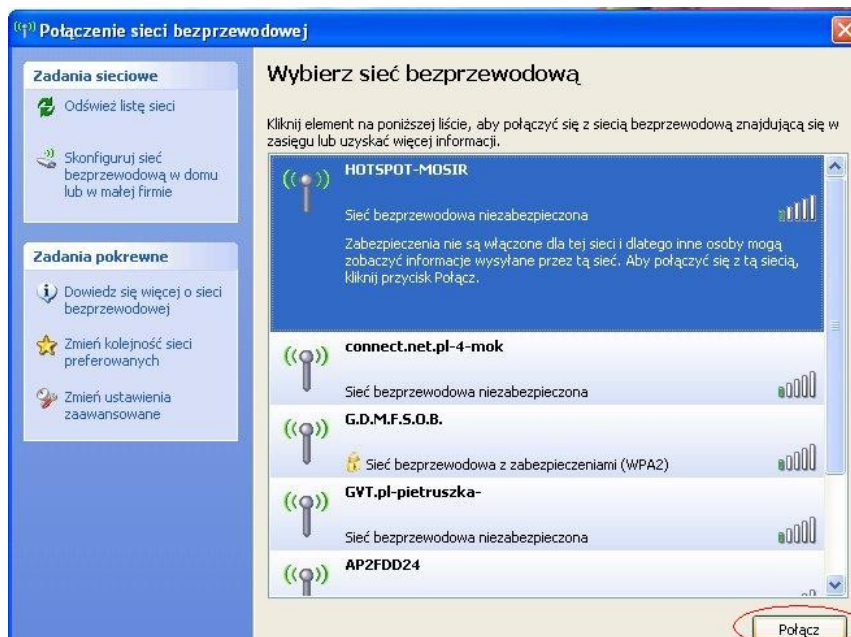 Połączenie sieci bezprzewodowej
Zadania sieciowe
Odśwież listę sieci
Skonfiguruj sieć
bezprzewodową w domu
lub w małej firmie
Zadania pokrewne
Dowiedz się więcej o sieci
bezprzewodowej
Zmień kolejność sieci
preferowanych
Zmień ustawienia
zaawansowane
Wybierz sieć bezprzewodową
Kliknij element na poniższej liście, aby połączyć się z siecią bezprzewodową znajdującą się w
zasięgu lub uzyskać więcej informacji.
HOTSPOT-MOSIR
Sieć bezprzewodowa niezabezpieczona
Zabezpieczenia nie są włączone dla tej sieci i dlatego inne osoby mogą
zobaczyć informacje wysyłane przez tą sieć. Aby połączyć się z tą siecią,
kliknij przycisk Połącz.
connect.net.pl-4-mok
Sieć bezprzewodowa niezabezpieczona
G.D.M.F.S.O.B.
Sieć bezprzewodowa z zabezpieczeniami (WPA2)
GVT.pl-pietruszka-
Sieć bezprzewodowa niezabezpieczona
AP2FDD24
Połącz